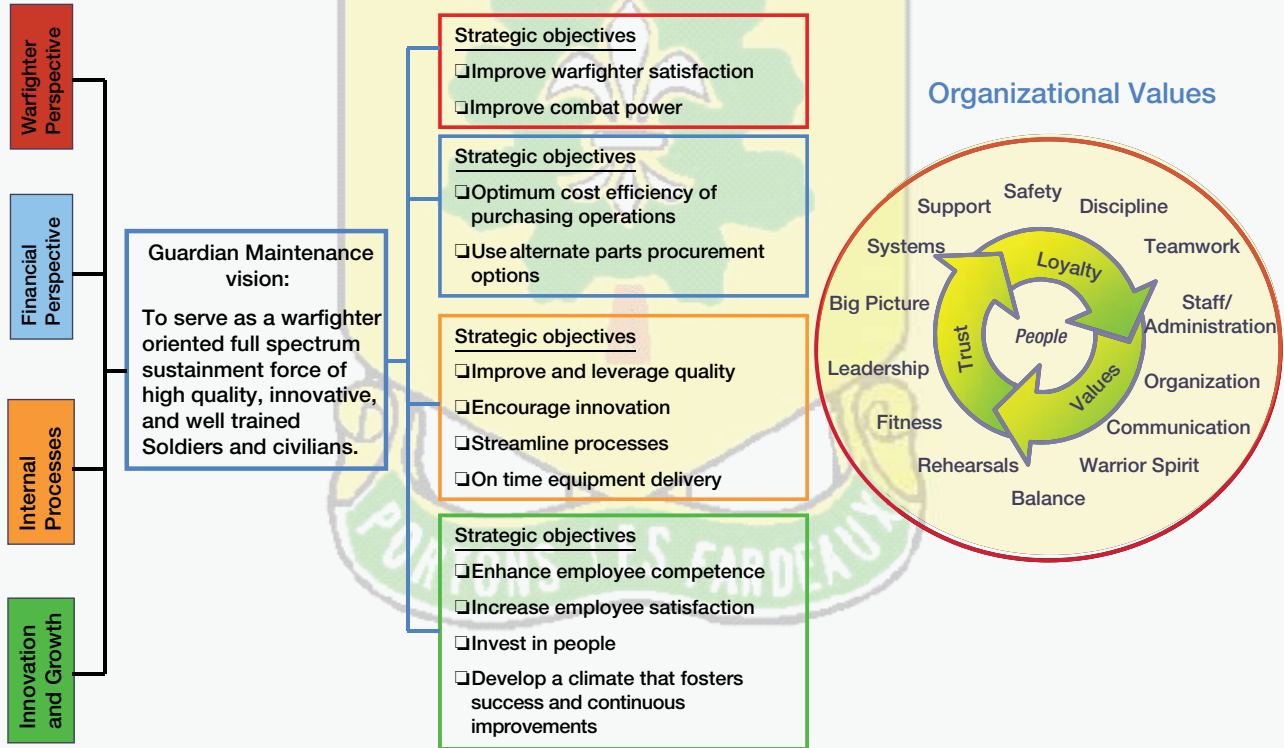 Warfighter
Perspective
Financial
Perspective
Internal
Processes
Innovation
and Growth
Guardian Maintenance
vision:
To serve as a warfighter
oriented full spectrum
sustainment force of
high quality, innovative,
and well trained
Soldiers and civilians.
Strategic objectives
❑Improve warfighter satisfaction
❑Improve combat power
Strategic objectives
❑Optimum cost efficiency of
purchasing operations
❑Use alternate parts procurement
options
Strategic objectives
❑Improve and leverage quality
❑Encourage innovation
❑Streamline processes
❑On time equipment delivery
Strategic objectives
❑Enhance employee competence
❑Increase employee satisfaction
❑Invest in people
❑Develop a climate that fosters
success and continuous
improvements
PORTONS LES FARDEAUX
Organizational Values
Safety
Support
Discipline
Systems
Teamwork
Big Picture
Staff/
Administration
Leadership
Organization
Fitness
Communication
Rehearsals
Warrior Spirit
Balance
Loyalty
Trust
Values
People